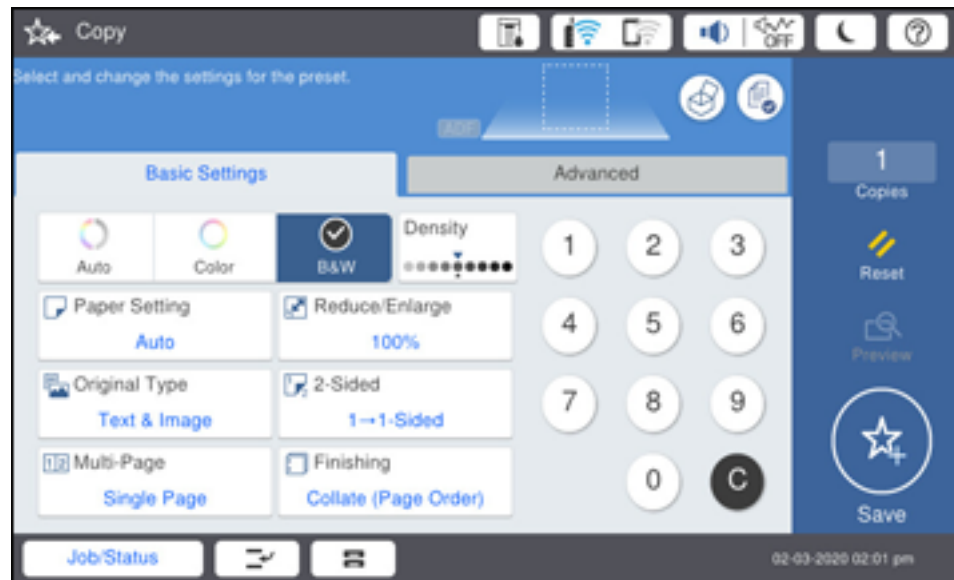 Copy
OFF
Select and change the settings for the preset.
ADF
Basic Settings
Advanced
1
Copies
Auto
Color
B&W
Density
1
2
3
Reset
Paper Setting
Auto
Reduce/Enlarge
100%
4
5
6
Preview
Original Type
Text & Image
2-Sided
1→1-Sided
7
8
9
Multi-Page
Single Page
Finishing
Collate (Page Order)
0
C
Save
Job/Status
02-03-2020 02:01 pm